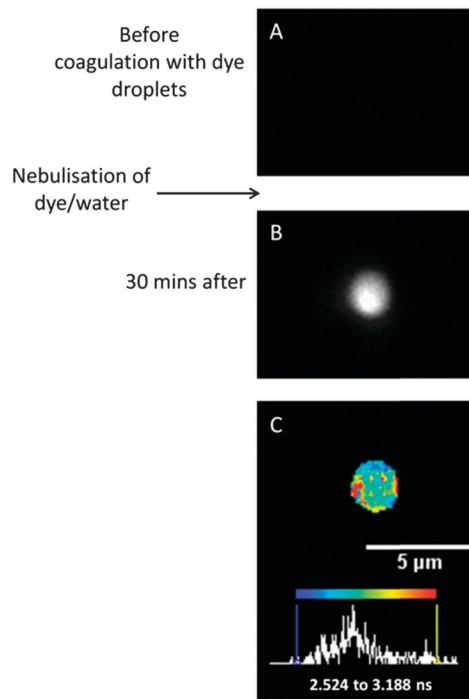 Before
coagulation with dye
droplets
A
Nebulisation of
dye/water
B
30 mins after
C
5 µm
2.524 to 3.188 ns